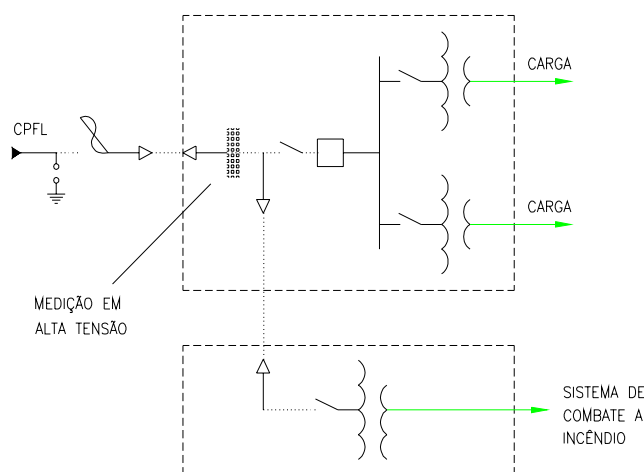 CARGA
CPFL
CARGA
MEDIÇÃO EM
ALTA TENSÃO
SISTEMA DE
COMBATE A
INCÊNDIO